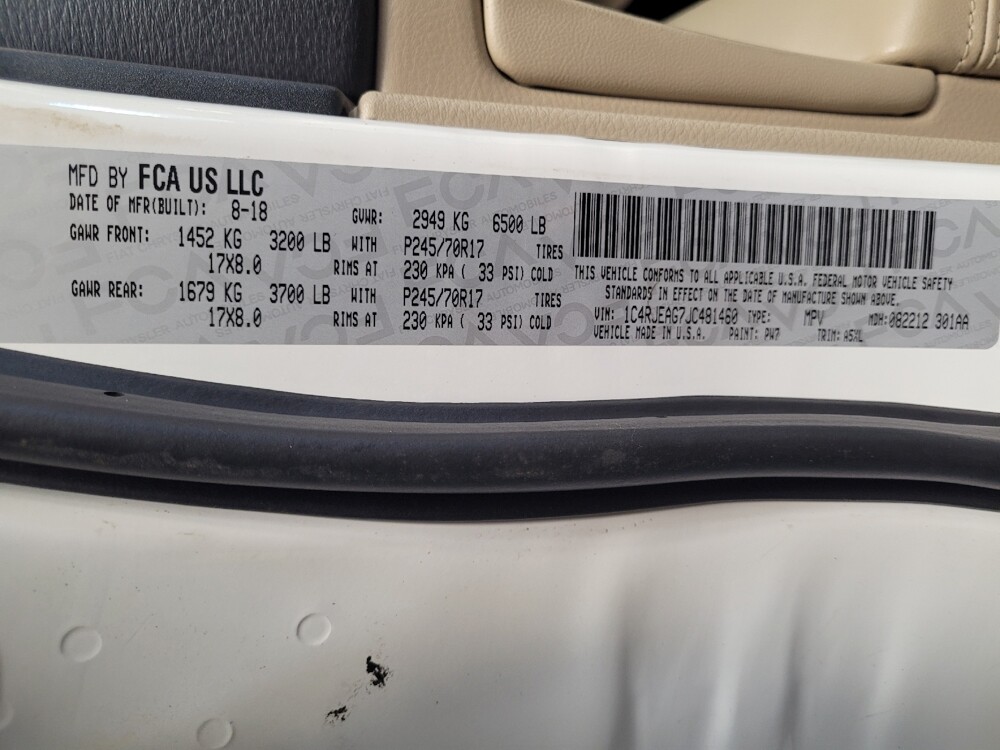 MFD BY FCA US LLC
DATE OF MFR(BUILT): 8-18 GVWR: 2949 KG 6500 LB
GAWR FRONT: 1452 KG 3200 LB WITH P245/70R17 TIRES
17X8.0 RIMS AT 230 KPA ( 33 PSI) COLD
GAWR REAR: 1679 KG 3700 LB WITH P245/70R17 TIRES
17X8.0 RIMS AT 230 KPA ( 33 PSI) COLD
THIS VEHICLE CONFORMS TO ALL APPLICABLE U.S.A. FEDERAL MOTOR VEHICLE SAFETY
STANDARDS IN EFFECT ON THE DATE OF MANUFACTURE SHOWN ABOVE.
VIN: 1C4RJEAG7JC481460 TYPE: MPV MDH: 082212 301AA
VEHICLE MADE IN U.S.A. PAINT: PW7 TRIM: A5XL